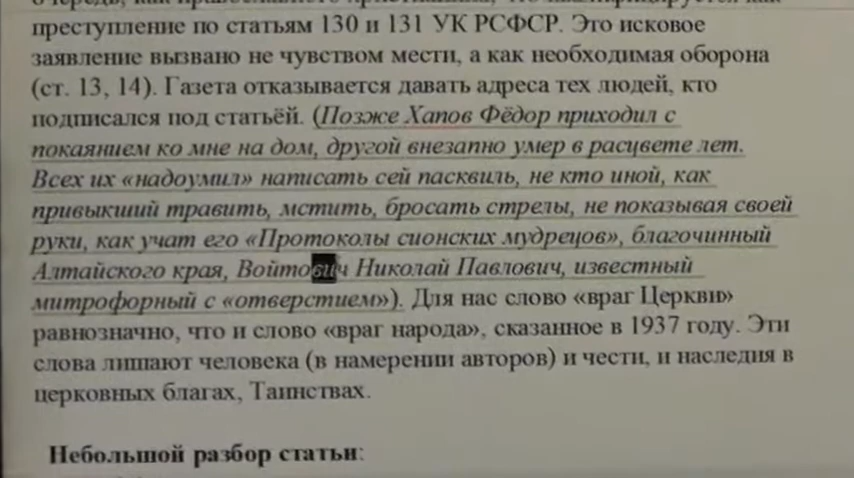 преступление по статьям 130 и 131 УК РСФСР. Это исковое
заявление вызвано не чувством мести, а как необходимая оборона
(ст. 13, 14). Газета отказывается давать адреса тех людей, кто
подписался под статьёй. (Позже Хапов Фёдор приходил с
покаянием ко мне на дом, другой внезапно умер в расцвете лет.
Всех их «надоумил» написать сей пасквиль, не кто иной, как
привыкший травить, мстить, бросать стрелы, не показывая своей
руки, как учат его «Протоколы сионских мудрецов», благочинный
Алтайского края, Войтович Николай Павлович, известный
митрофорный с «отверстием»). Для нас слово «враг Церкви»
равнозначно, что и слово «враг народа», сказанное в 1937 году. Эти
слова лишают человека (в намерении авторов) и чести, и наследия в
церковных благах, Таинствах.
Небольшой разбор статьи: